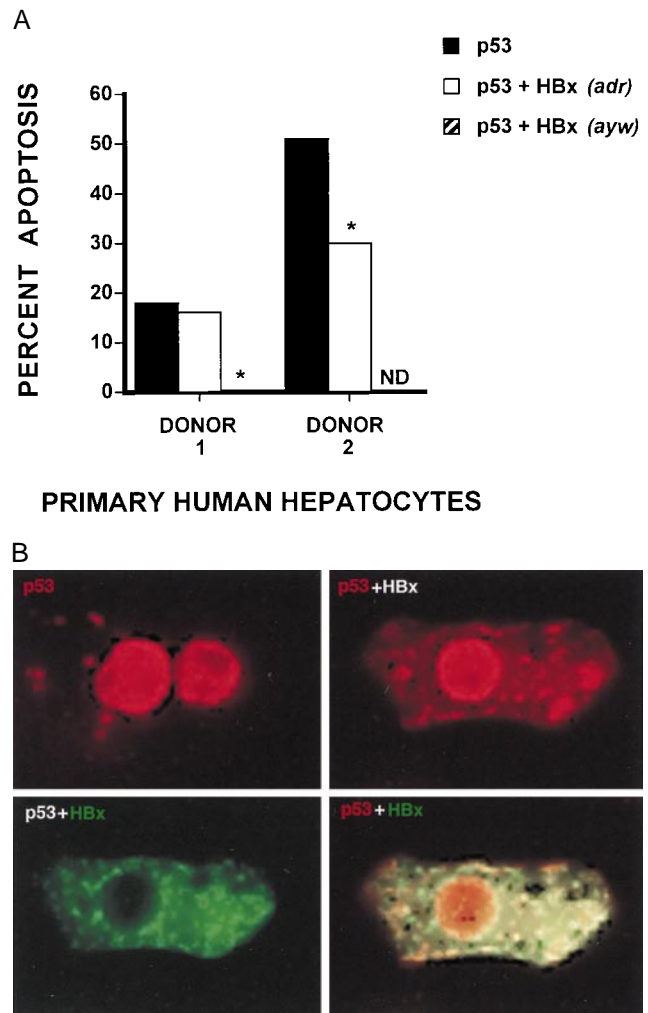 A
p53
p53 + HBx (adr)
p53 + HBx (ayw)
PERCENT APOPTOSIS
60
50
40
30
20
10
0
*
*
ND
DONOR
1
DONOR
2
PRIMARY HUMAN HEPATOCYTES
B
p53
p53+HBx
p53+HBx
p53+HBx